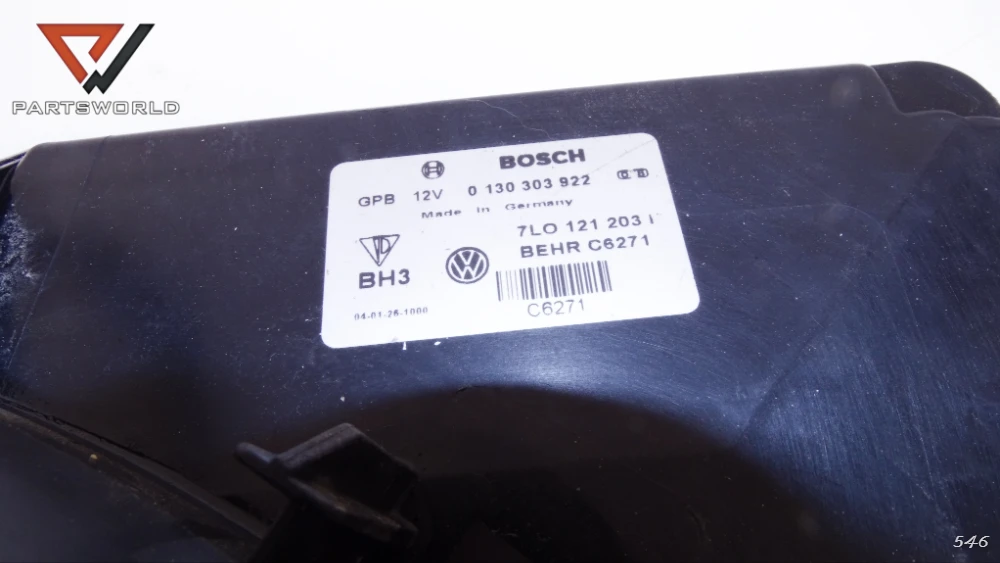 PARTSWORLD
BOSCH
GPB 12V 0 130 303 922
Made in Germany
7LO 121 203
BEHR C6271
BH3
04-01-26-1000
C6271
546